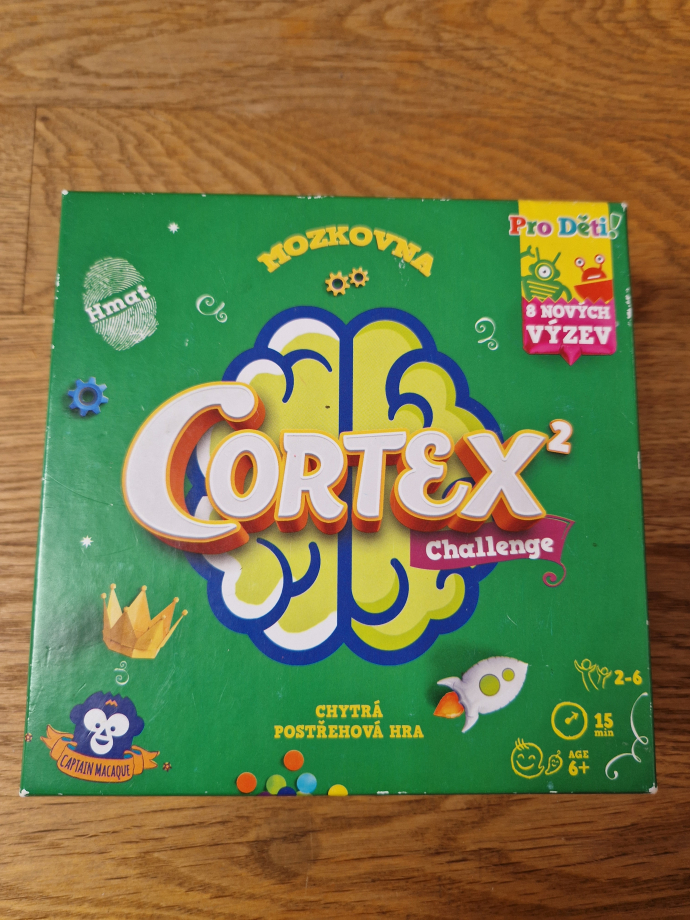 MOZKOVNA
Pro Děti!
8 NOVÝCH
VÝZEV
Hmat
CORTEX²
Challenge
CHYTRÁ
POSTŘEHOVÁ HRA
2-6
15
min
AGE
6+
CAPTAIN MACAQUE